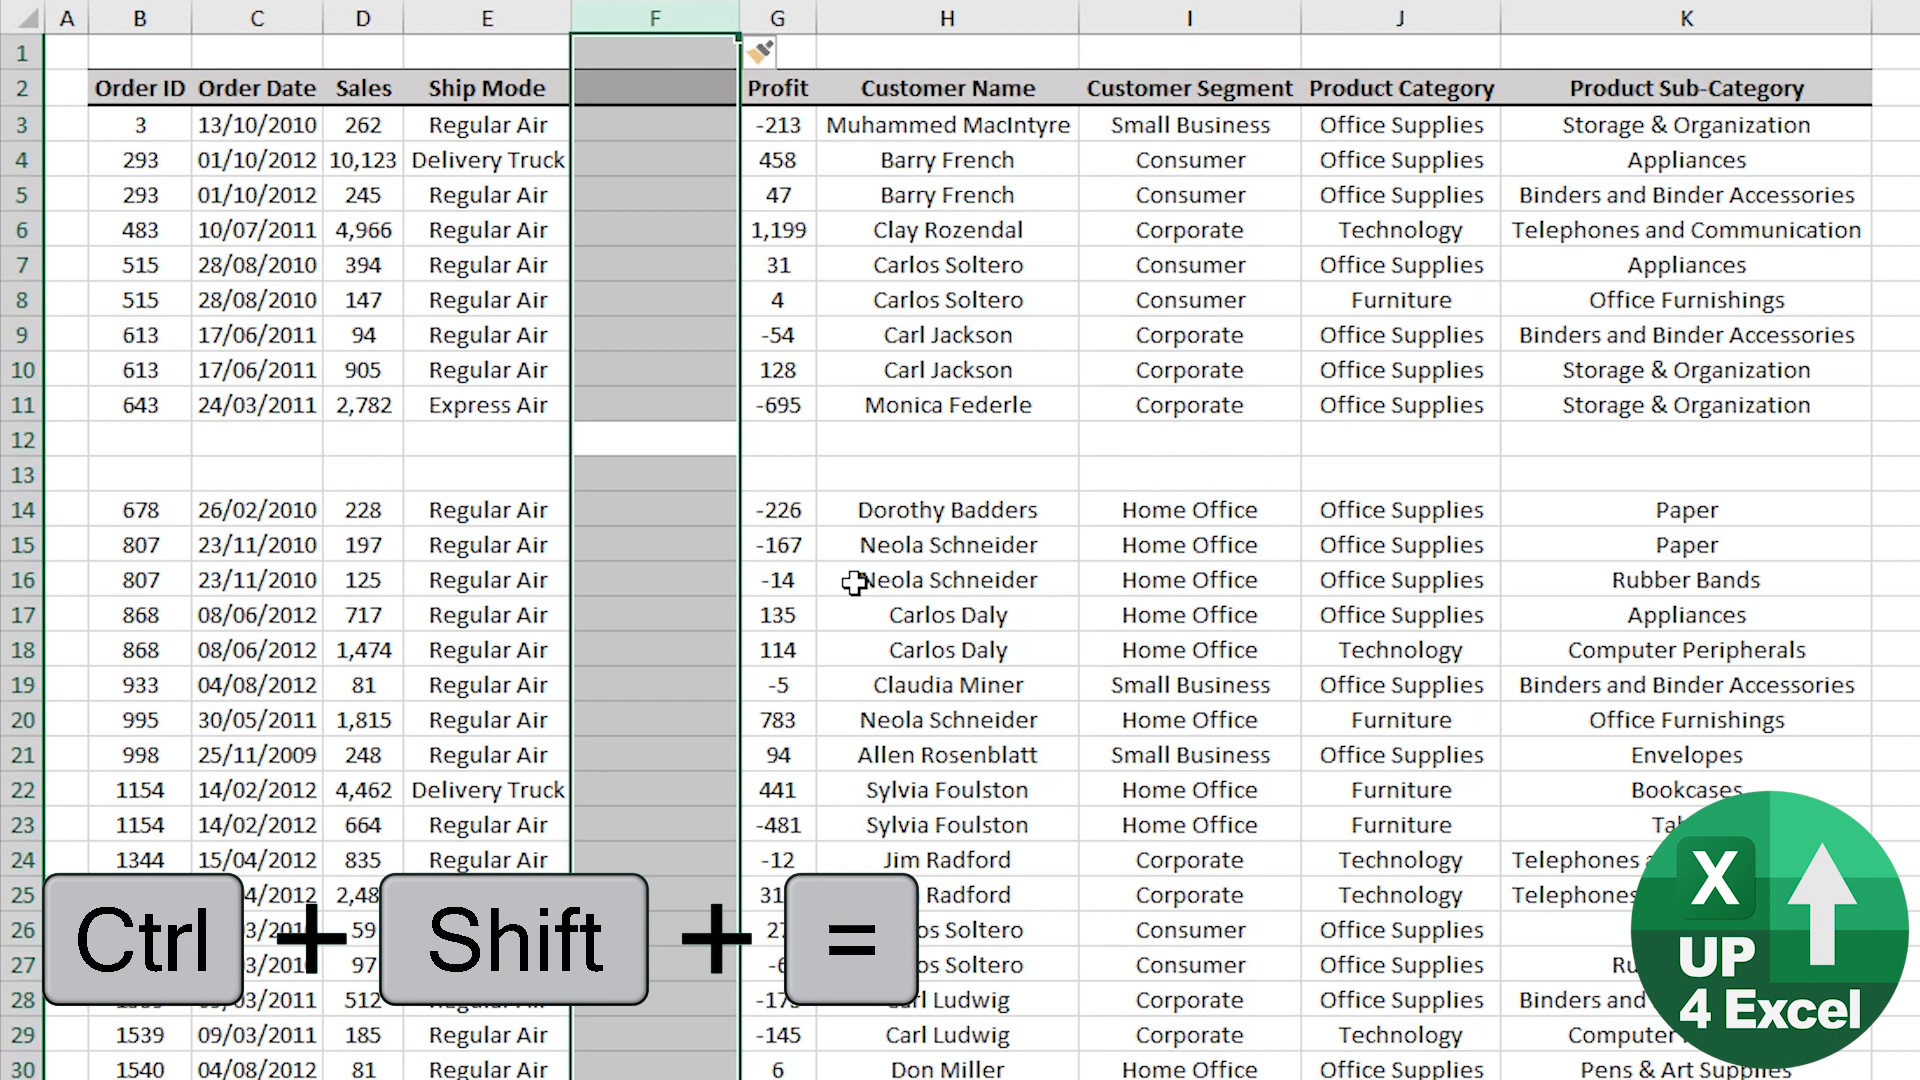 A B C D E F G H I J K
1
2 Order ID Order Date Sales Ship Mode Profit Customer Name Customer Segment Product Category Product Sub-Category
3 3 13/10/2010 262 Regular Air -213 Muhammed MacIntyre Small Business Office Supplies Storage & Organization
4 293 01/10/2012 10,123 Delivery Truck 458 Barry French Consumer Office Supplies Appliances
5 293 01/10/2012 245 Regular Air 47 Barry French Consumer Office Supplies Binders and Binder Accessories
6 483 10/07/2011 4,966 Regular Air 1,199 Clay Rozendal Corporate Technology Telephones and Communication
7 515 28/08/2010 394 Regular Air 31 Carlos Soltero Consumer Office Supplies Appliances
8 515 28/08/2010 147 Regular Air 4 Carlos Soltero Consumer Furniture Office Furnishings
9 613 17/06/2011 94 Regular Air -54 Carl Jackson Corporate Office Supplies Binders and Binder Accessories
10 613 17/06/2011 905 Regular Air 128 Carl Jackson Corporate Office Supplies Storage & Organization
11 643 24/03/2011 2,782 Express Air -695 Monica Federle Corporate Office Supplies Storage & Organization
12
13
14 678 26/02/2010 228 Regular Air -226 Dorothy Badders Home Office Office Supplies Paper
15 807 23/11/2010 197 Regular Air -167 Neola Schneider Home Office Office Supplies Paper
16 807 23/11/2010 125 Regular Air -14 Neola Schneider Home Office Office Supplies Rubber Bands
17 868 08/06/2012 717 Regular Air 135 Carlos Daly Home Office Office Supplies Appliances
18 868 08/06/2012 1,474 Regular Air 114 Carlos Daly Home Office Technology Computer Peripherals
19 933 04/08/2012 81 Regular Air -5 Claudia Miner Small Business Office Supplies Binders and Binder Accessories
20 995 30/05/2011 1,815 Regular Air 783 Neola Schneider Home Office Furniture Office Furnishings
21 998 25/11/2009 248 Regular Air 94 Allen Rosenblatt Small Business Office Supplies Envelopes
22 1154 14/02/2012 4,462 Delivery Truck 441 Sylvia Foulston Home Office Furniture Bookcases
23 1154 14/02/2012 664 Regular Air -481 Sylvia Foulston Home Office Furniture
24 1344 15/04/2012 835 Regular Air -12 Jim Radford Corporate Technology Telephones
25 Radford Corporate Technology Telephones
26 59 Soltero Consumer Office Supplies
27 97 Soltero Consumer Office Supplies
28 512 Regular Air Carl Ludwig Corporate Office Supplies Binders and
29 1539 09/03/2011 185 Regular Air -145 Carl Ludwig Corporate Technology Computer
30 1540 04/08/2012 81 Regular Air 6 Don Miller Home Office Office Supplies Pens & Art Supplies
Ctrl + Shift + =
X
UP
4 Excel